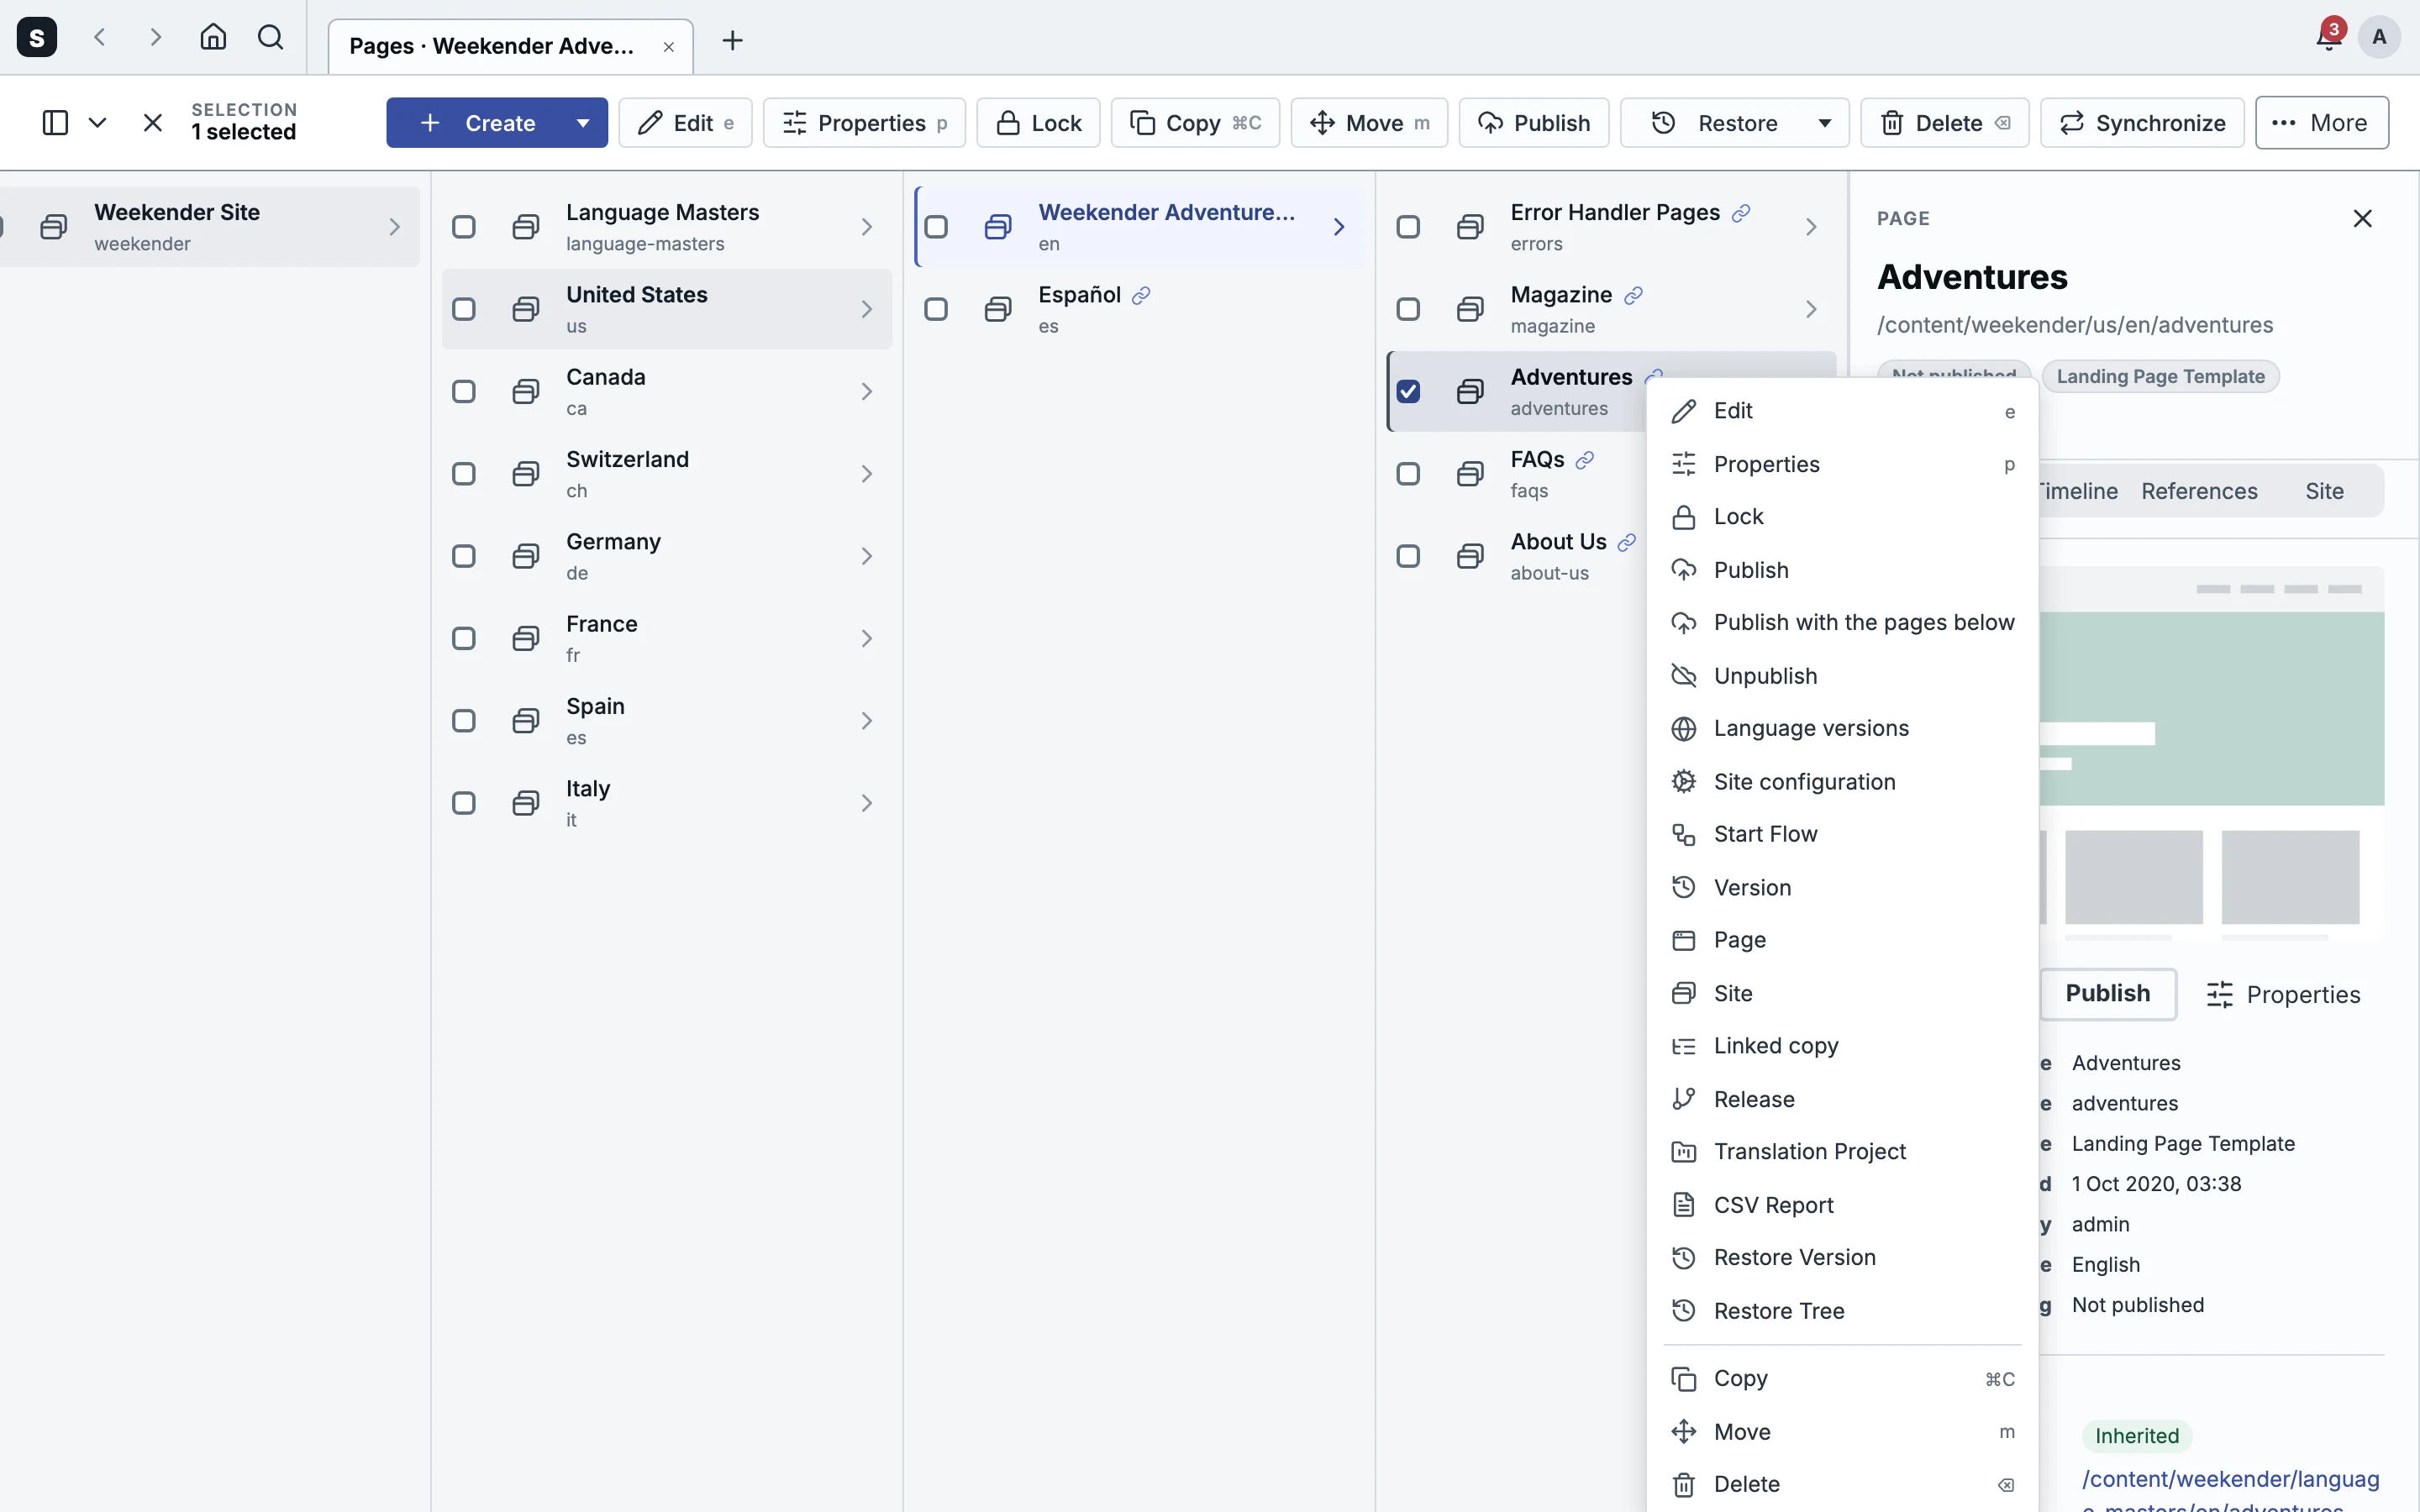 S
Pages · Weekender Adve...
3
A
SELECTION
1 selected
Create
Edit e
Properties p
Lock
Copy ⌘C
Move m
Publish
Restore
Delete
Synchronize
More
Weekender Site
weekender
Language Masters
language-masters
United States
us
Canada
ca
Switzerland
ch
Germany
de
France
fr
Spain
es
Italy
it
Weekender Adventure...
en
Español
es
Error Handler Pages
errors
Magazine
magazine
Adventures
adventures
FAQs
faqs
About Us
about-us
Edit e
Properties p
Lock
Publish
Publish with the pages below
Unpublish
Language versions
Site configuration
Start Flow
Version
Page
Site
Linked copy
Release
Translation Project
CSV Report
Restore Version
Restore Tree
Copy ⌘C
Move m
Delete
PAGE
Adventures
/content/weekender/us/en/adventures
Not published
Landing Page Template
Timeline
References
Site
Publish
Properties
e Adventures
e adventures
e Landing Page Template
d 1 Oct 2020, 03:38
y admin
e English
g Not published
Inherited
/content/weekender/languag
e-masters/en/adventures